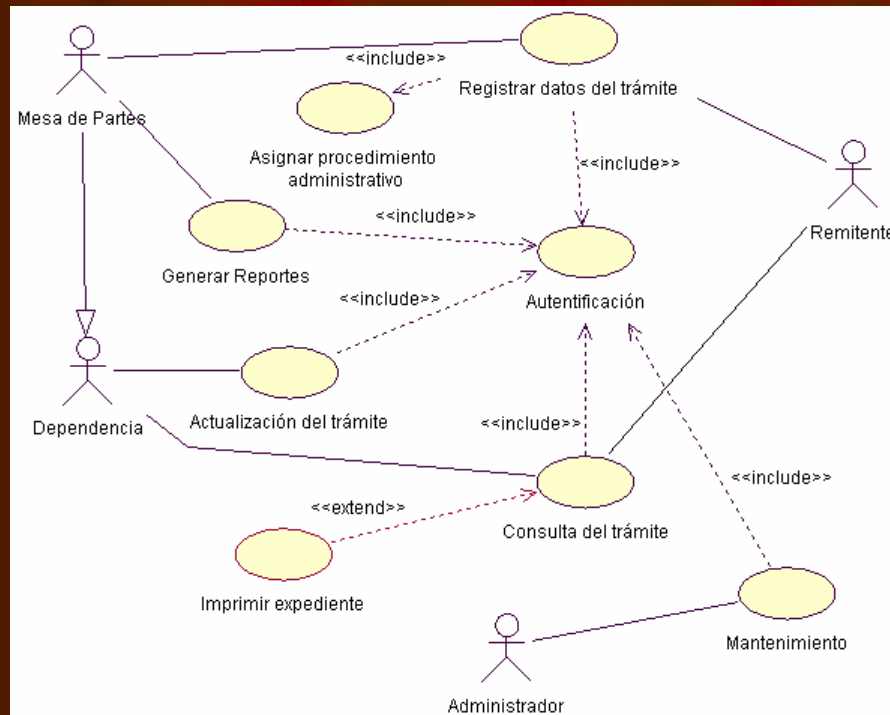 <<include>>
Registrar datos del trámite
Mesa de Partes
Asignar procedimiento
administrativo
<<include>>
<<include>>
Remitente
Generar Reportes
Autentificación
<<include>>
Dependencia
Actualización del trámite
<<include>>
<<include>>
<<extend>>
Consulta del trámite
Imprimir expediente
Mantenimiento
Administrador